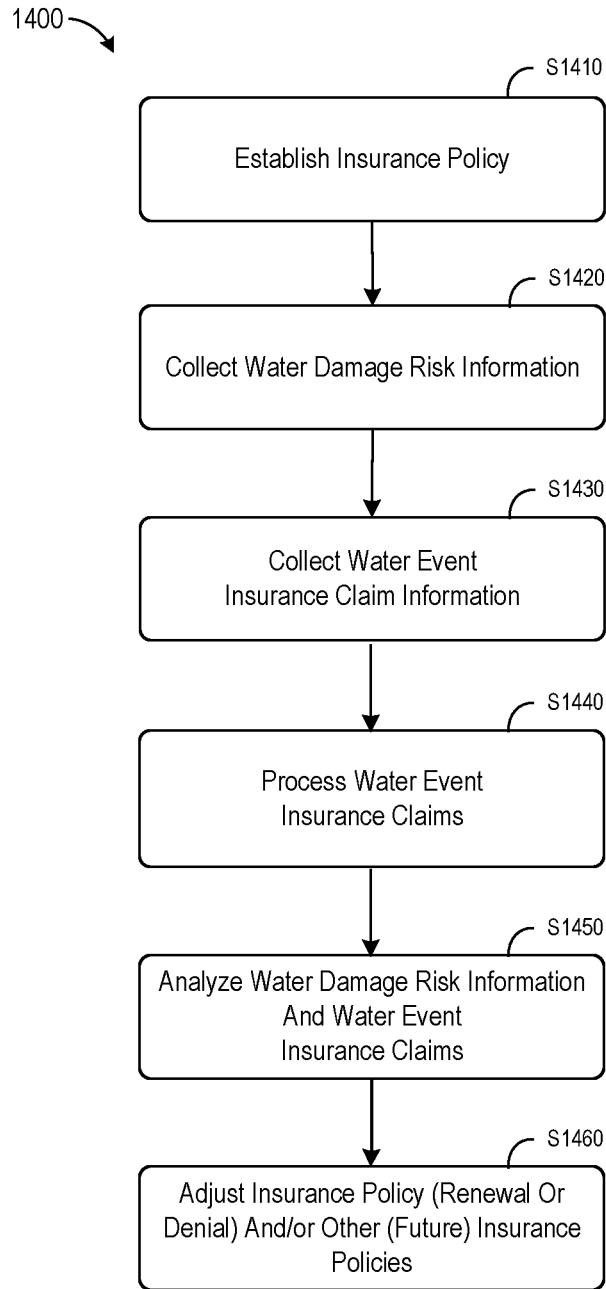 1400
S1410
Establish Insurance Policy
S1420
Collect Water Damage Risk Information
S1430
Collect Water Event
Insurance Claim Information
S1440
Process Water Event
Insurance Claims
S1450
Analyze Water Damage Risk Information
And Water Event
Insurance Claims
S1460
Adjust Insurance Policy (Renewal Or
Denial) And/or Other (Future) Insurance
Policies